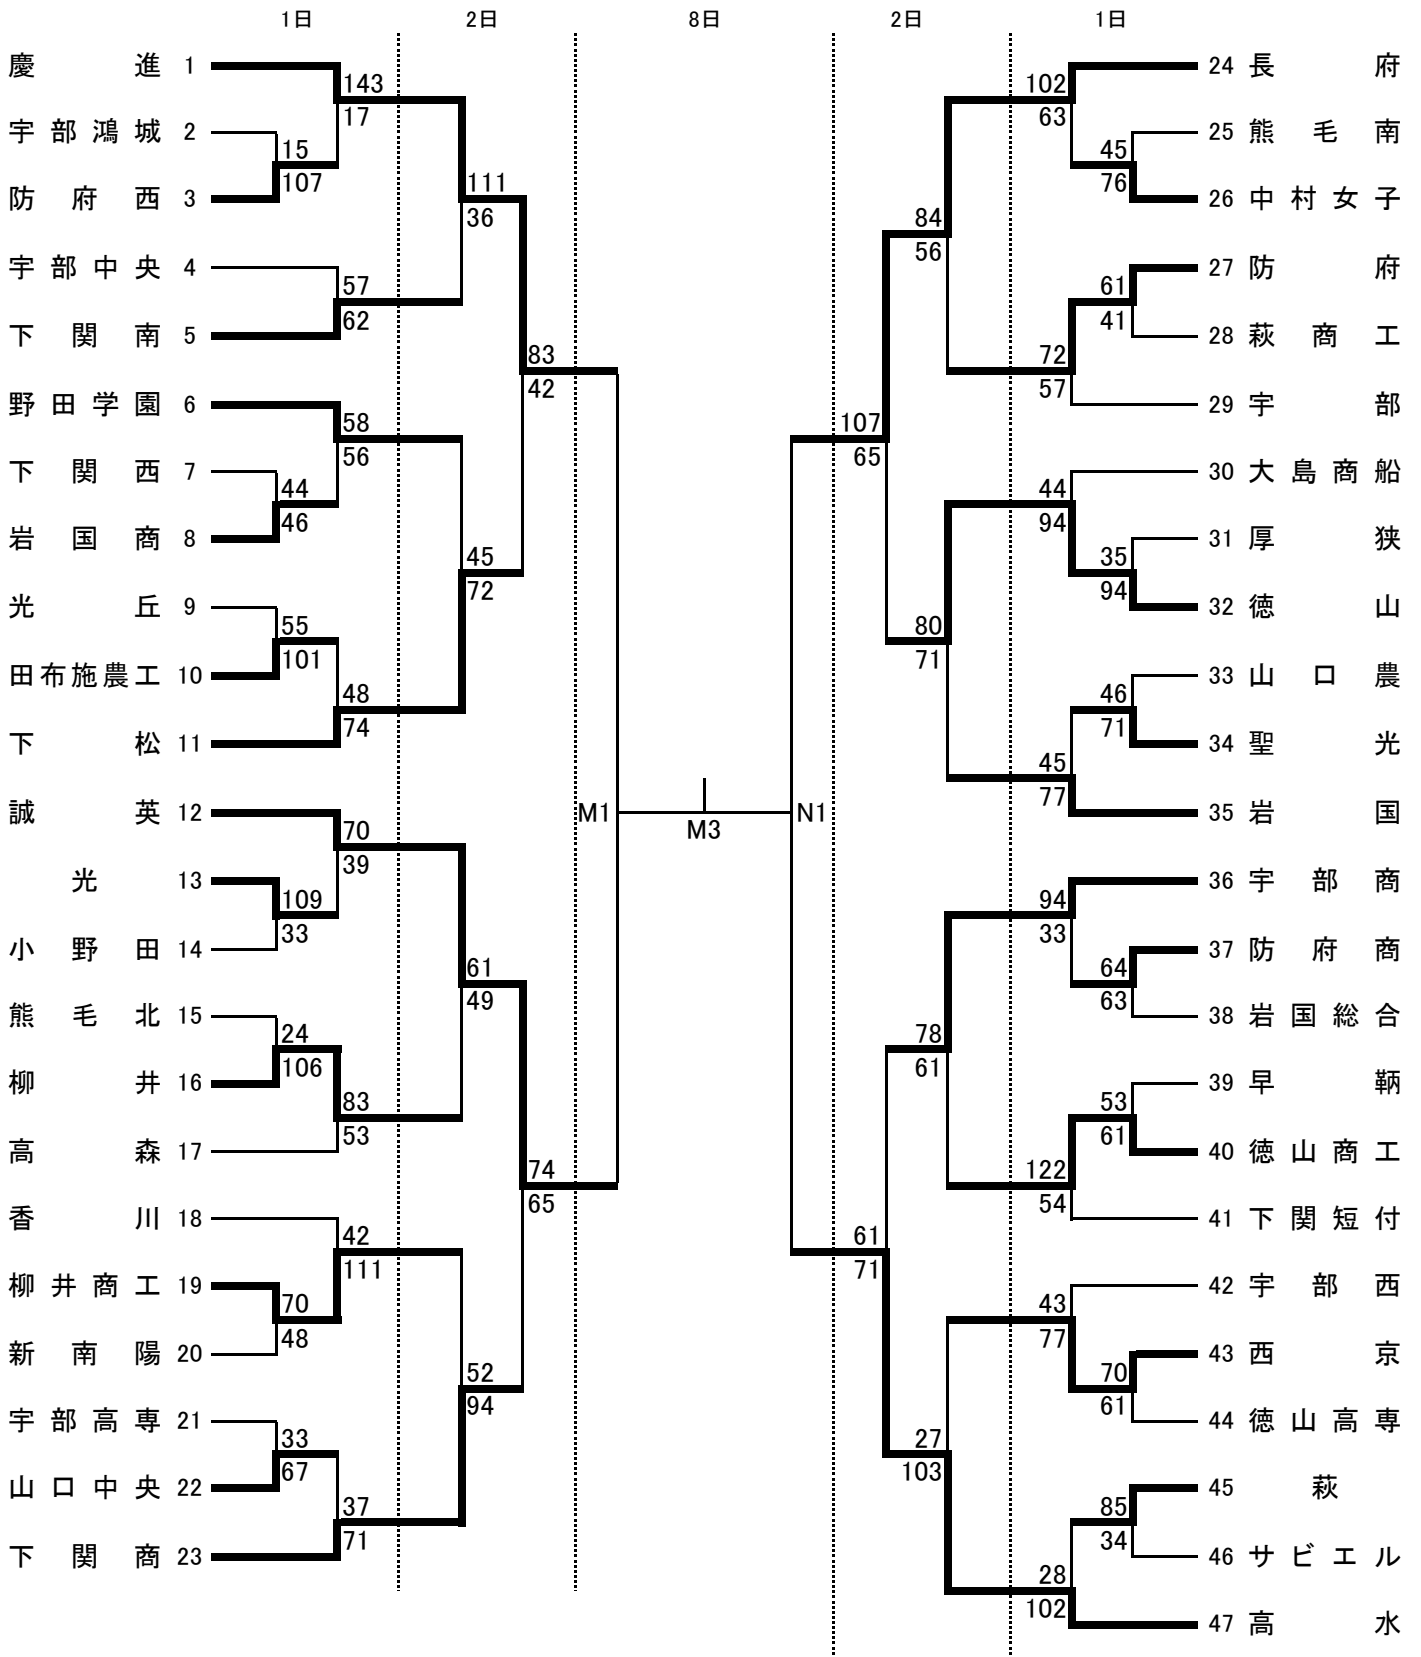 1日 2日 8日 2日 1日
慶進 1 143 102 24 長府
17 63
宇部鴻城 2 15 45 25 熊毛南
防府西 3 107 111 76 26 中村女子
36 84
56
宇部中央 4 57 61 27 防府
下関南 5 62 41 28 萩商工
83 72
42 57
野田学園 6 58 107 29 宇部
56 65
下関西 7 44 44 30 大島商船
岩国商 8 46 94 31 厚狭
45 35
72 94
光丘 9 55 80 32 徳山
101 71
田布施農工 10 48 46 33 山口農
下松 11 74 71 34 聖光
45
77
誠英 12 M1 M3 N1 35 岩国
70
39
光 13 109 94 36 宇部商
33 33
小野田 14 61 64 37 防府商
49 63
熊毛北 15 24 78 38 岩国総合
柳井 16 106 61 39 早鞆
83 53
53 61
高森 17 74 122 40 徳山商工
65 54
香川 18 42 61 41 下関短付
111 71
柳井商工 19 70 43 42 宇部西
48 77
新南陽 20 52 70 43 西京
94 61
宇部高専 21 33 27 44 徳山高専
67 103
山口中央 22 37 85 45 萩
71 34
下関商 23 28 46 サビエル
102
47 高水